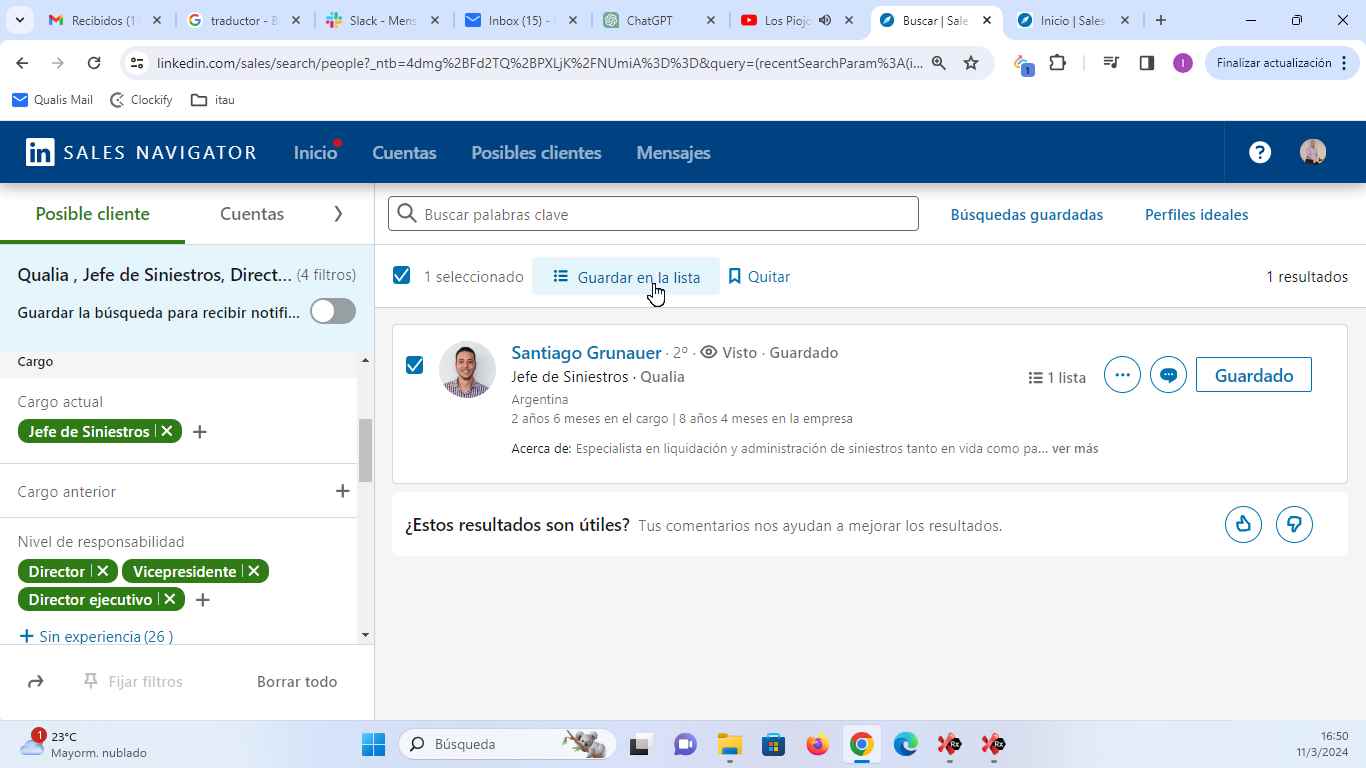 Recibidos (1
traductor - B
Slack - Mens
Inbox (15) -
ChatGPT
Los Piojo
Buscar | Sale
Inicio | Sales
linkedin.com/sales/search/people?_ntb=4dmg%2BFd2TQ%2BPXLjK%2FNUmiA%3D%3D&query=(recentSearchParam%3A(i...
1
I
Finalizar actualización
Qualis Mail
Clockify
itau
in SALES NAVIGATOR
Inicio
Cuentas
Posibles clientes
Mensajes
?
Posible cliente
Cuentas
Buscar palabras clave
Búsquedas guardadas
Perfiles ideales
Qualia , Jefe de Siniestros, Direct... (4 filtros)
Guardar la búsqueda para recibir notifi...
1 seleccionado
Guardar en la lista
Quitar
1 resultados
Cargo
Cargo actual
Jefe de Siniestros
Cargo anterior
Nivel de responsabilidad
Director
Vicepresidente
Director ejecutivo
+ Sin experiencia (26 )
Fijar filtros
Borrar todo
Santiago Grunauer · 2º · Visto · Guardado
Jefe de Siniestros · Qualia
Argentina
2 años 6 meses en el cargo | 8 años 4 meses en la empresa
Acerca de: Especialista en liquidación y administración de siniestros tanto en vida como pa... ver más
1 lista
Guardado
¿Estos resultados son útiles? Tus comentarios nos ayudan a mejorar los resultados.
1
23°C
Mayorm. nublado
Búsqueda
Rx
Rx
16:50
11/3/2024